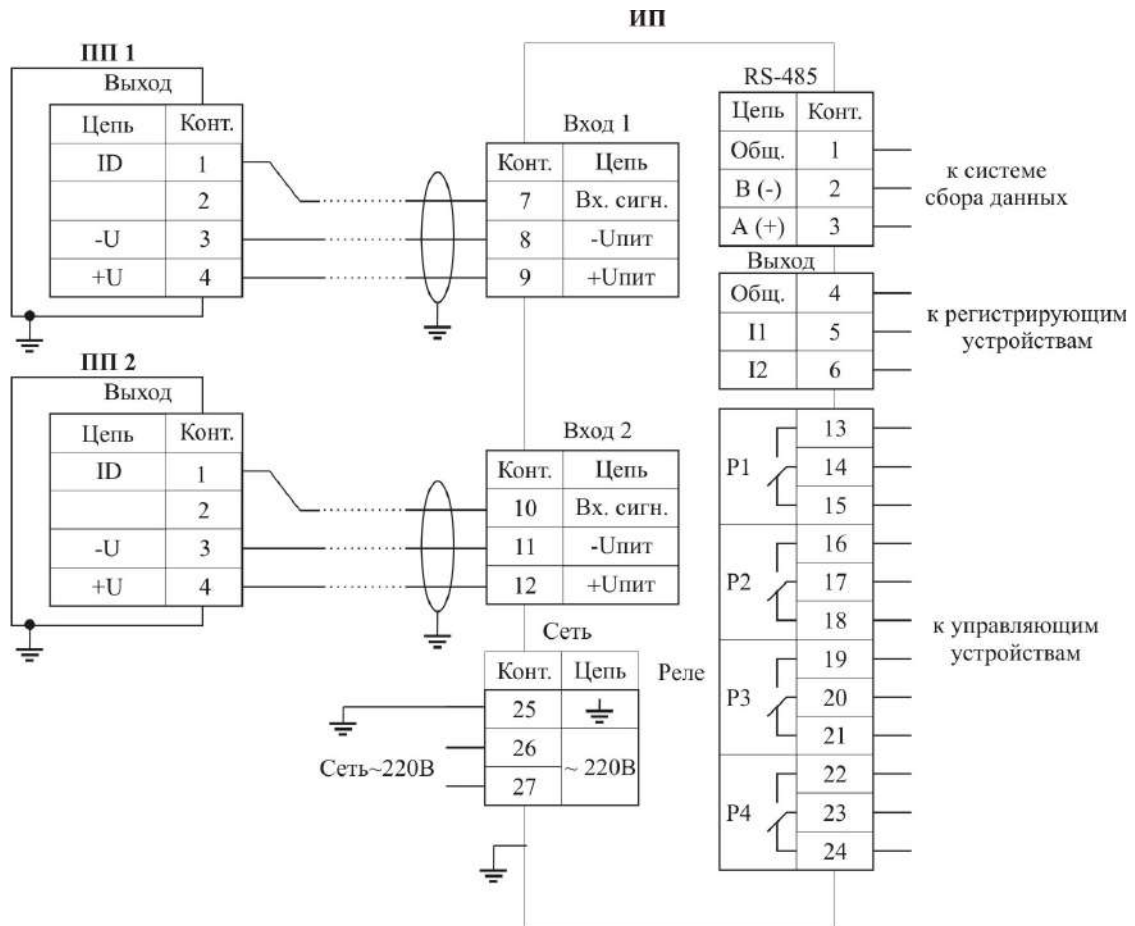 ИП
ПП 1
Выход
Цепь Конт.
ID 1
2
-U 3
+U 4
Вход 1
Конт. Цепь
7 Вх. сигн.
8 -Uпит
9 +Uпит
ПП 2
Выход
Цепь Конт.
ID 1
2
-U 3
+U 4
Вход 2
Конт. Цепь
10 Вх. сигн.
11 -Uпит
12 +Uпит
Сеть
Конт. Цепь
25
26
27
~ 220В
Сеть~220В
RS-485
Цепь Конт.
Общ. 1
B (-) 2
A (+) 3
к системе
сбора данных
Выход
Общ. 4
I1 5
I2 6
к регистрирующим
устройствам
Реле
P1
13
14
15
P2
16
17
18
P3
19
20
21
P4
22
23
24
к управляющим
устройствам